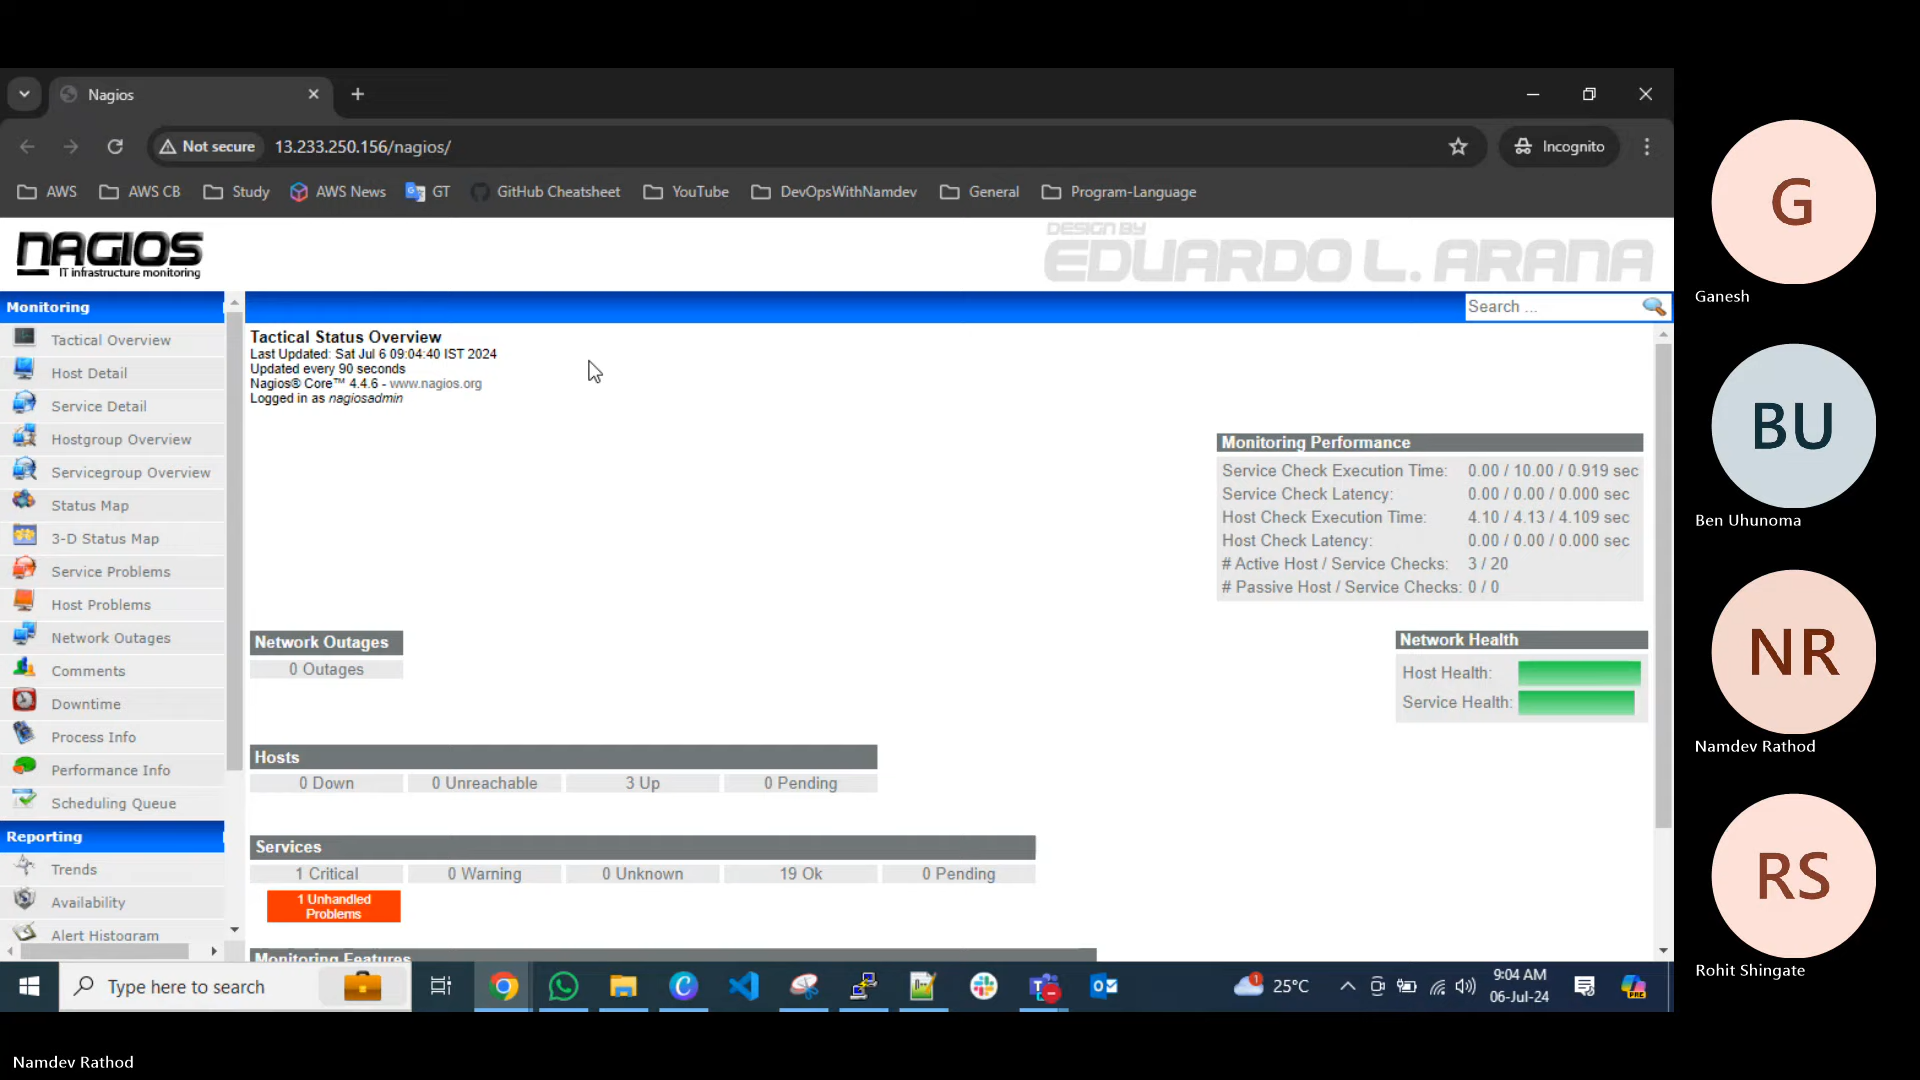 Nagios
Not secure
13.233.250.156/nagios/
Incognito
AWS
AWS CB
Study
AWS News
GT
GitHub Cheatsheet
YouTube
DevOpsWithNamdev
General
Program-Language
NAGIOS
IT infrastructure monitoring
DESIGN BY
EDUARDO L. ARANA
Monitoring
Tactical Overview
Host Detail
Service Detail
Hostgroup Overview
Servicegroup Overview
Status Map
3-D Status Map
Service Problems
Host Problems
Network Outages
Comments
Downtime
Process Info
Performance Info
Scheduling Queue
Reporting
Trends
Availability
Alert Histogram
Search ...
Tactical Status Overview
Last Updated: Sat Jul 6 09:04:40 IST 2024
Updated every 90 seconds
Nagios® Core™ 4.4.6 - www.nagios.org
Logged in as nagiosadmin
Monitoring Performance
Service Check Execution Time: 0.00 / 10.00 / 0.919 sec
Service Check Latency: 0.00 / 0.00 / 0.000 sec
Host Check Execution Time: 4.10 / 4.13 / 4.109 sec
Host Check Latency: 0.00 / 0.00 / 0.000 sec
# Active Host / Service Checks: 3 / 20
# Passive Host / Service Checks: 0 / 0
Network Outages
0 Outages
Network Health
Host Health:
Service Health:
Hosts
0 Down
0 Unreachable
3 Up
0 Pending
Services
1 Critical
0 Warning
0 Unknown
19 Ok
0 Pending
1 Unhandled
Problems
Monitoring Features
Type here to search
25°C
9:04 AM
06-Jul-24
G
Ganesh
BU
Ben Uhunoma
NR
Namdev Rathod
RS
Rohit Shingate
Namdev Rathod